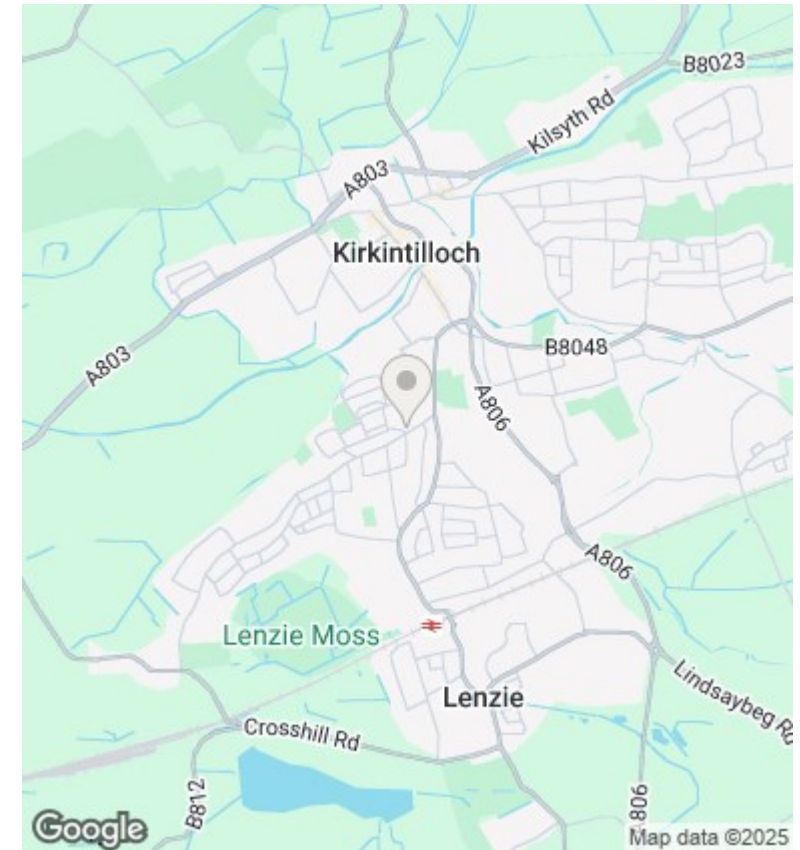 B8023
Kilsyth Rd
A803
Kirkintilloch
B8048
A803
A806
A806
Lenzie Moss
Lenzie
Lindsaybeg Rd
Crosshill Rd
B812
A806
Google
Map data ©2025